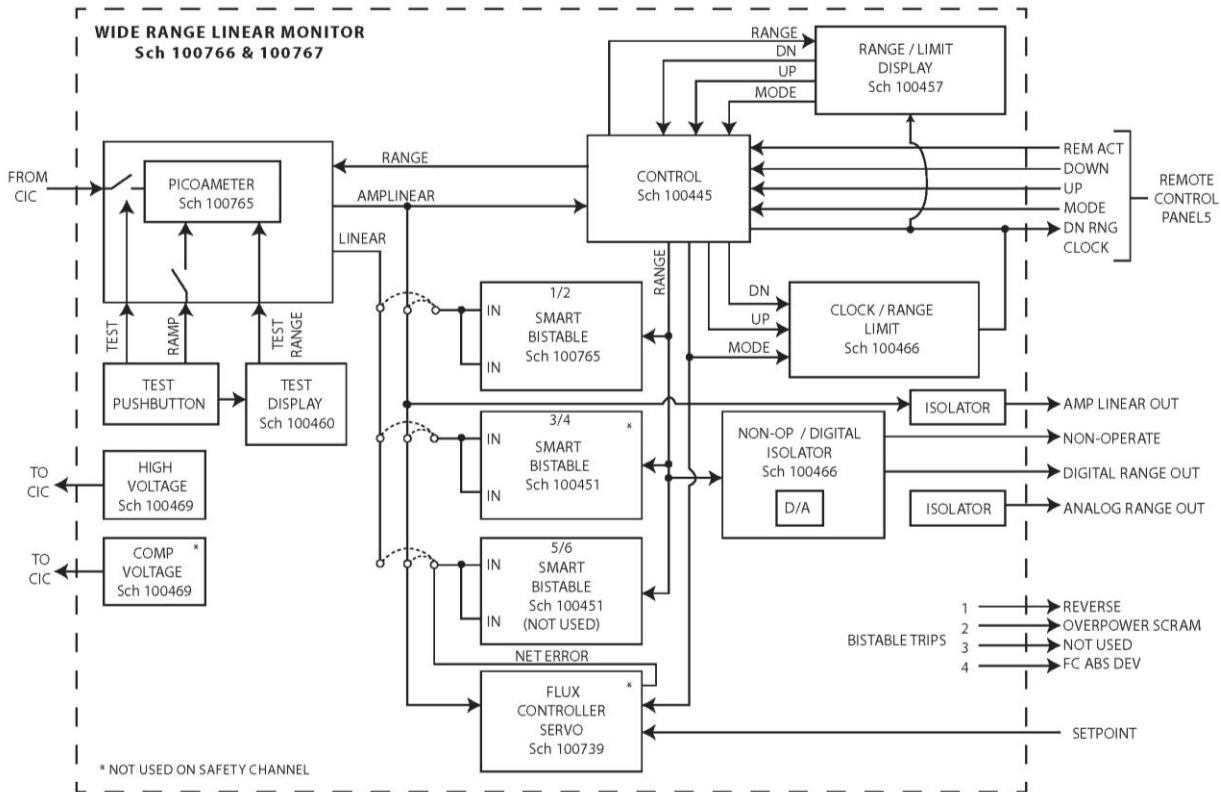 WIDE RANGE LINEAR MONITOR
Sch 100766 & 100767
RANGE
DN
UP
MODE
RANGE / LIMIT
DISPLAY
Sch 100457
FROM
CIC
PICOAMETER
Sch 100765
RANGE
AMPLINEAR
LINEAR
CONTROL
Sch 100445
REM ACT
DOWN
UP
MODE
DN RNG
CLOCK
REMOTE
CONTROL
PANEL5
TEST
RAMP
TEST
RANGE
TEST
PUSHBUTTON
TEST
DISPLAY
Sch 100460
1/2
IN
SMART
BISTABLE
Sch 100765
IN
RANGE
DN
UP
MODE
CLOCK / RANGE
LIMIT
Sch 100466
ISOLATOR
AMP LINEAR OUT
3/4
*
IN
SMART
BISTABLE
Sch 100451
IN
NON-OP / DIGITAL
ISOLATOR
Sch 100466
D/A
NON-OPERATE
DIGITAL RANGE OUT
ISOLATOR
ANALOG RANGE OUT
TO
CIC
HIGH
VOLTAGE
Sch 100469
TO
CIC
COMP *
VOLTAGE
Sch 100469
5/6
IN
SMART
BISTABLE
Sch 100451
IN
(NOT USED)
NET ERROR
BISTABLE TRIPS
1 REVERSE
2 OVERPOWER SCRAM
3 NOT USED
4 FC ABS DEV
FLUX *
CONTROLLER
SERVO
Sch 100739
SETPOINT
* NOT USED ON SAFETY CHANNEL